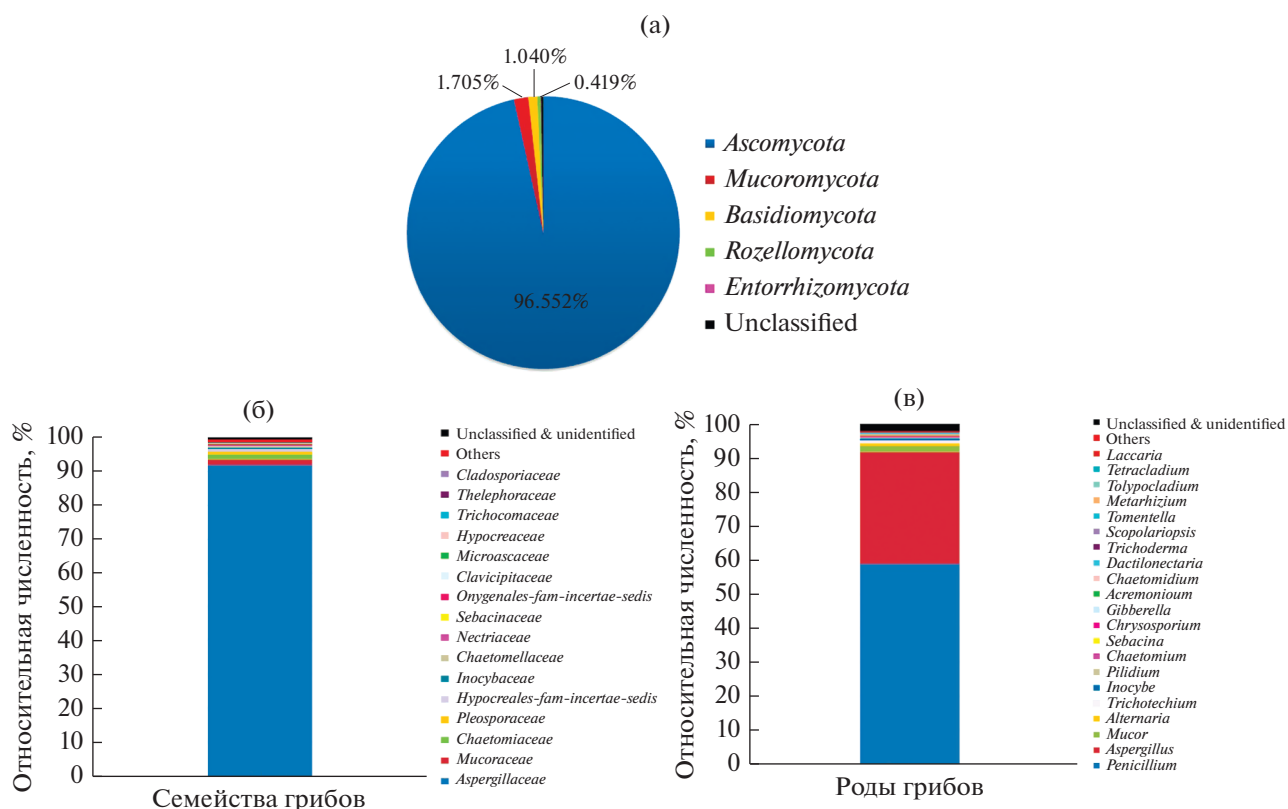 (а)
1.040%
1.705%
0.419%
96.552%
Ascomycota
Mucoromycota
Basidiomycota
Rozellomycota
Entorrhizomycota
Unclassified
(б)
Относительная численность, %
100
90
80
70
60
50
40
30
20
10
0
Семейства грибов
Unclassified & unidentified
Others
Cladosporiaceae
Thelephoraceae
Trichocomaceae
Hypocreaceae
Microascaceae
Clavicipitaceae
Onygenales-fam-incertae-sedis
Sebacinaceae
Nectriaceae
Chaetomellaceae
Inocybaceae
Hypocreales-fam-incertae-sedis
Pleosporaceae
Chaetomiaceae
Mucoraceae
Aspergillaceae
(в)
Относительная численность, %
100
90
80
70
60
50
40
30
20
10
0
Роды грибов
Unclassified & unidentified
Others
Laccaria
Tetracladium
Tolypocladium
Metarhizium
Tomentella
Scopolariopsis
Trichoderma
Dactilonectaria
Chaetomidium
Acremonioum
Gibberella
Chrysosporium
Sebacina
Chaetomium
Pilidium
Inocybe
Trichotechium
Alternaria
Mucor
Aspergillus
Penicillium